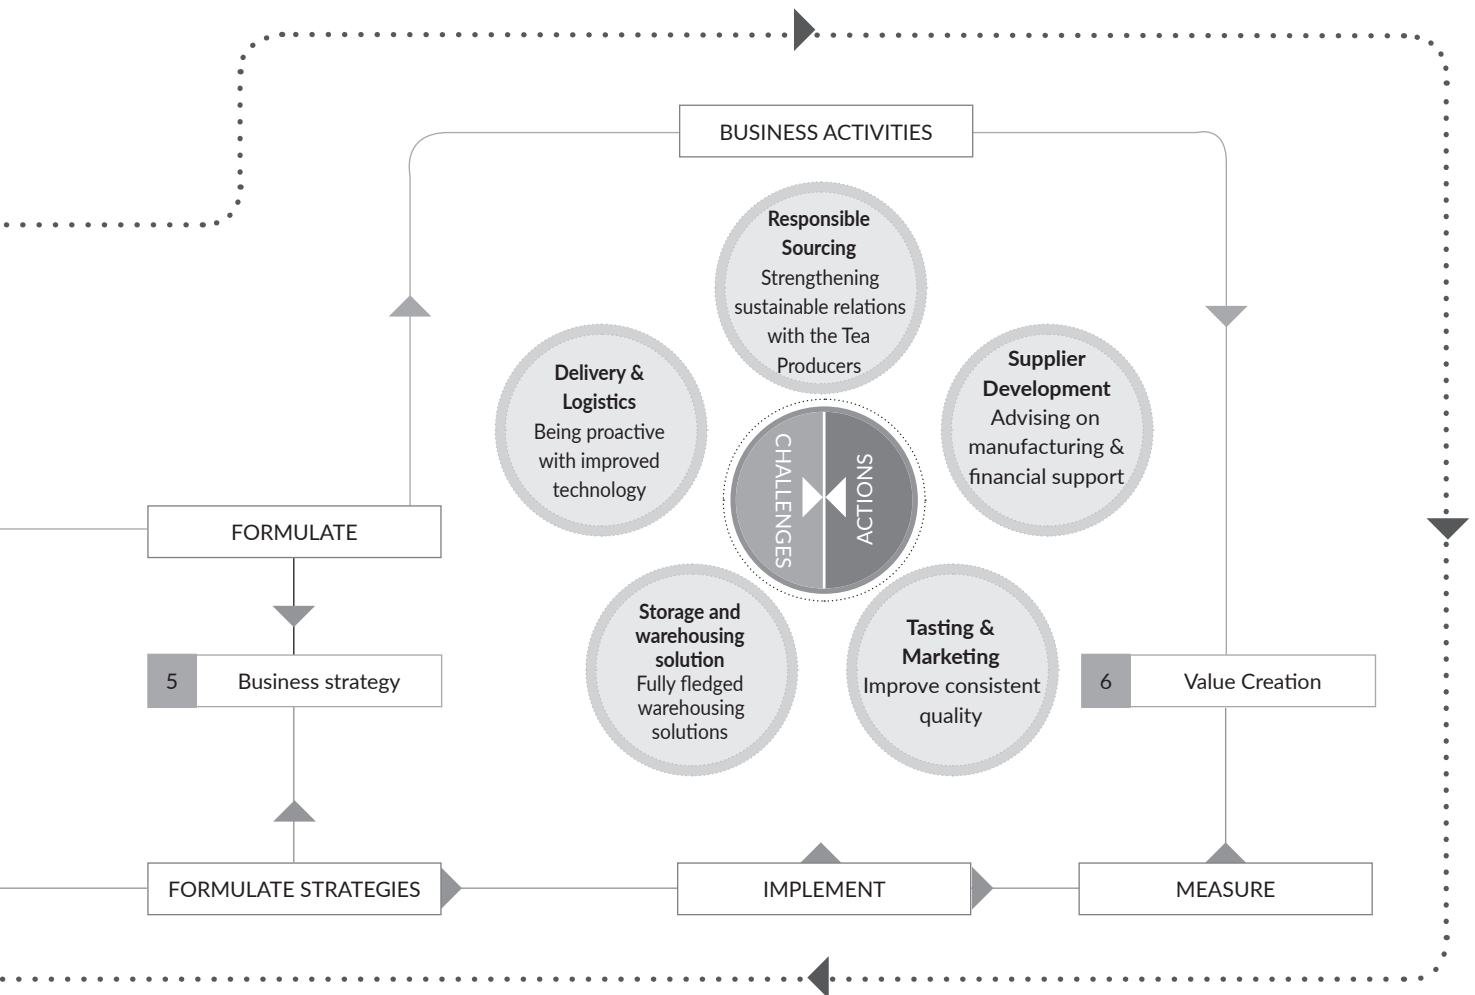 BUSINESS ACTIVITIES
Responsible
Sourcing
Strengthening
sustainable relations
with the Tea
Producers
Delivery &
Logistics
Being proactive
with improved
technology
Supplier
Development
Advising on
manufacturing &
financial support
CHALLENGES
ACTIONS
FORMULATE
Storage and
warehousing
solution
Fully fledged
warehousing
solutions
Tasting &
Marketing
Improve consistent
quality
5 Business strategy
6 Value Creation
FORMULATE STRATEGIES
IMPLEMENT
MEASURE